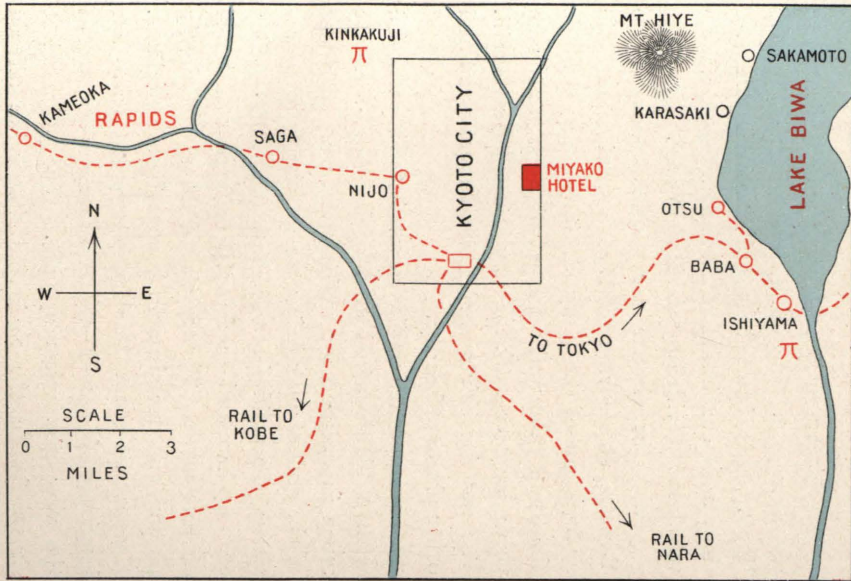 MT. HIYE
KINKAKUJI
SAKAMOTO
KAMEOKA
RAPIDS
KARASAKI
SAGA
KYOTO CITY
LAKE BIWA
MIYAKO
HOTEL
NIJO
OTSU
N
W
E
S
BABA
ISHIYAMA
TO TOKYO
RAIL TO
KOBE
SCALE
0 1 2 3
MILES
RAIL TO
NARA